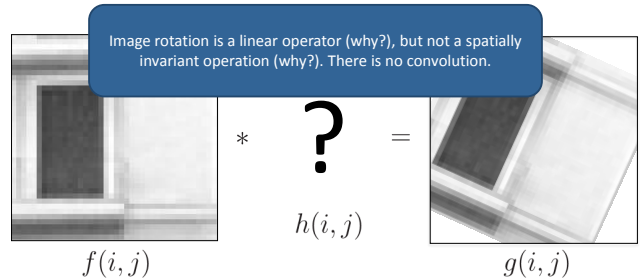 Image rotation is a linear operator (why?), but not a spatially
invariant operation (why?). There is no convolution.
* ? =
h(i, j)
f(i, j) g(i, j)